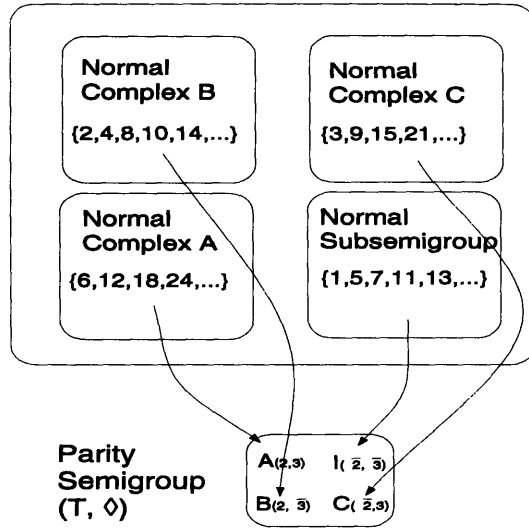 Normal
Complex B
{2,4,8,10,14,...}
Normal
Complex C
{3,9,15,21,...}
Normal
Complex A
{6,12,18,24,...}
Normal
Subsemigroup
{1,5,7,11,13,...}
Parity
Semigroup
(T, ◊)
A(2,3) I( 2̅, 3̅)
B(2, 3̅) C( 2̅,3)